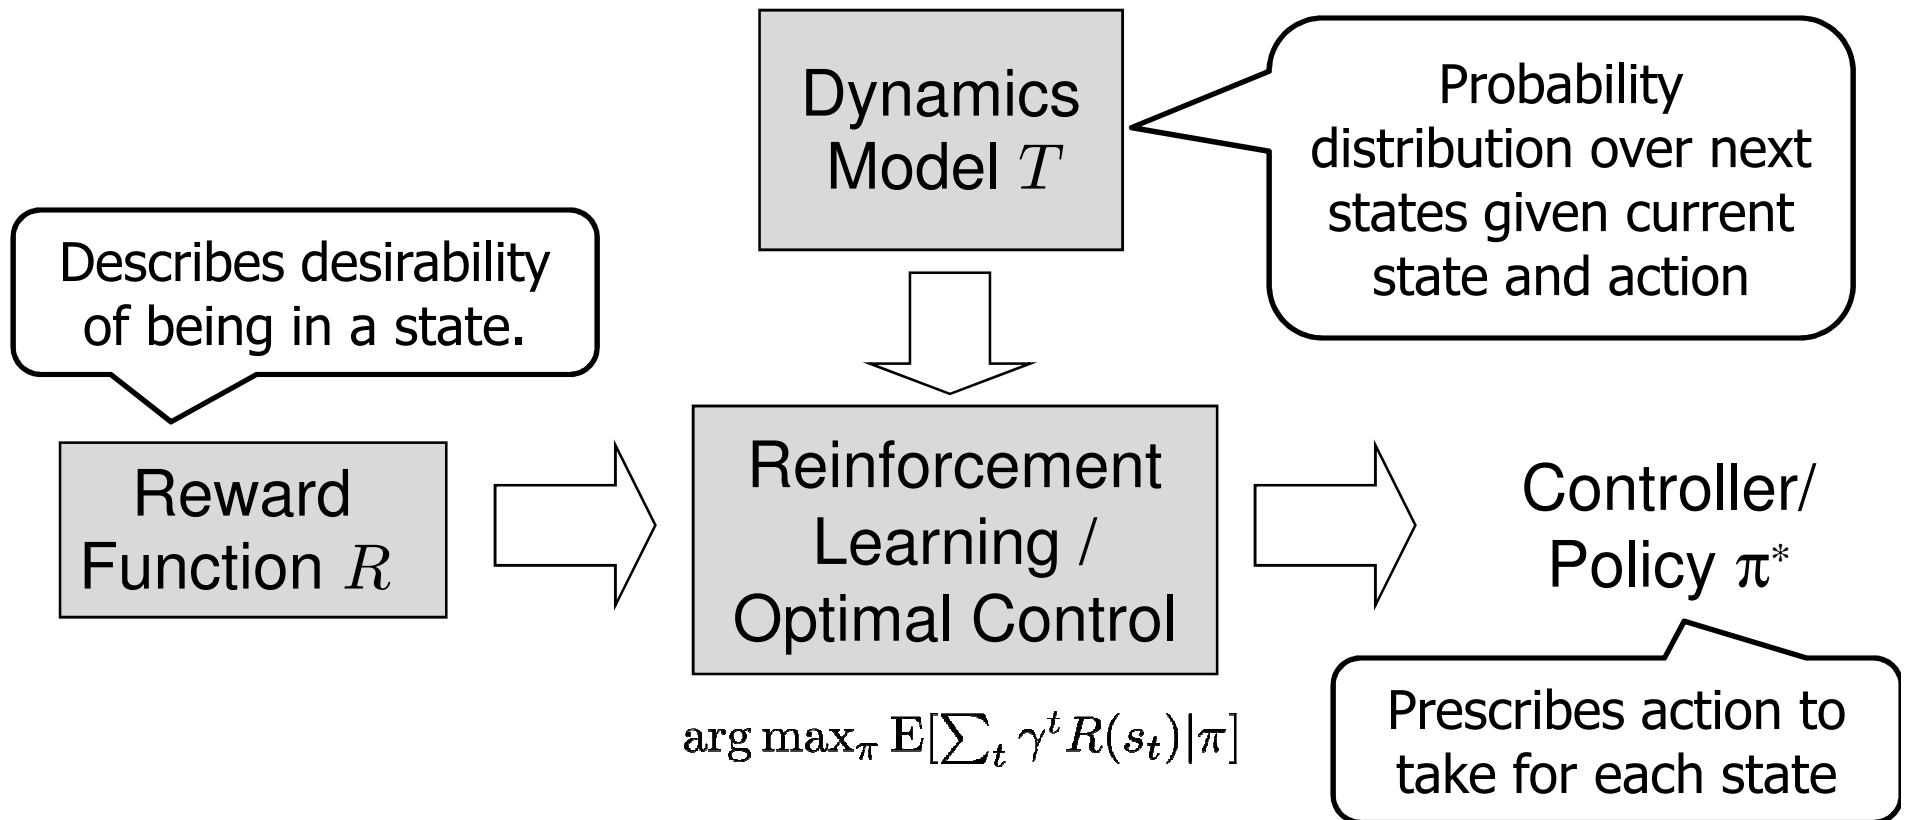 Dynamics
Model T
Probability
distribution over next
states given current
state and action
Describes desirability
of being in a state.
Reward
Function R
Reinforcement
Learning /
Optimal Control
Controller/
Policy π*
arg max_π E[∑_t γ^t R(s_t)|π]
Prescribes action to
take for each state